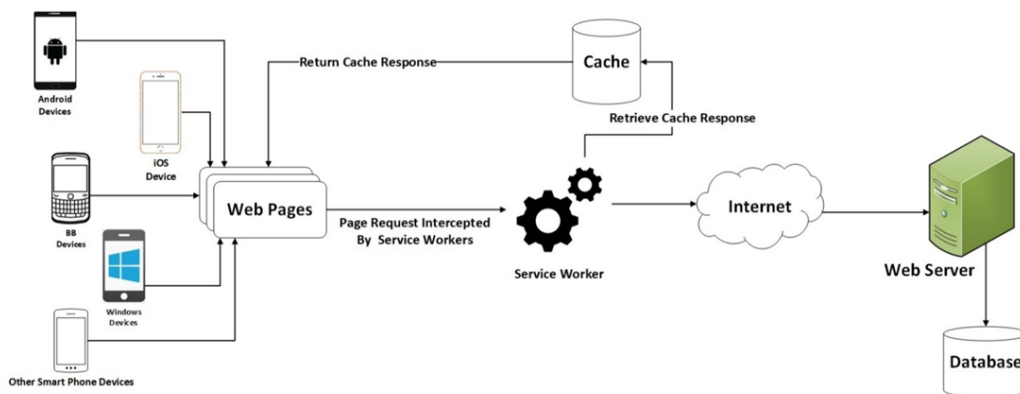 Android
Devices
iOS
Device
BB
Devices
Windows
Devices
Other Smart Phone Devices
Web Pages
Return Cache Response
Cache
Retrieve Cache Response
Page Request Intercepted
By Service Workers
Service Worker
Internet
Web Server
Database